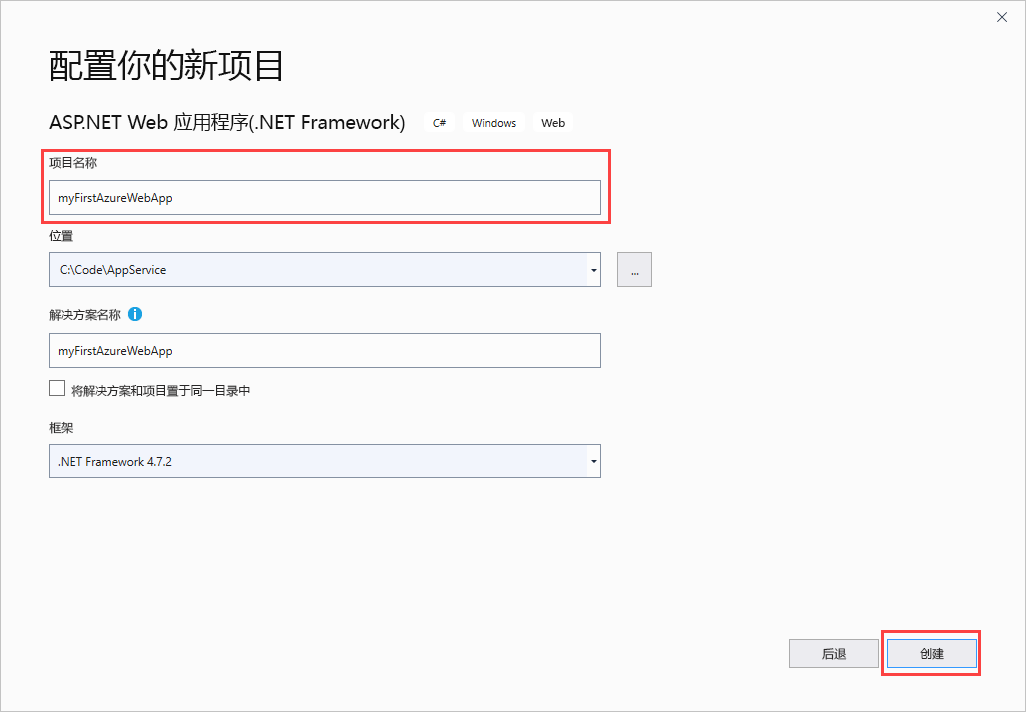 配置你的新项目
ASP.NET Web 应用程序(.NET Framework) C# Windows Web
项目名称
myFirstAzureWebApp
位置
C:\Code\AppService
...
解决方案名称
myFirstAzureWebApp
将解决方案和项目置于同一目录中
框架
.NET Framework 4.7.2
后退 创建